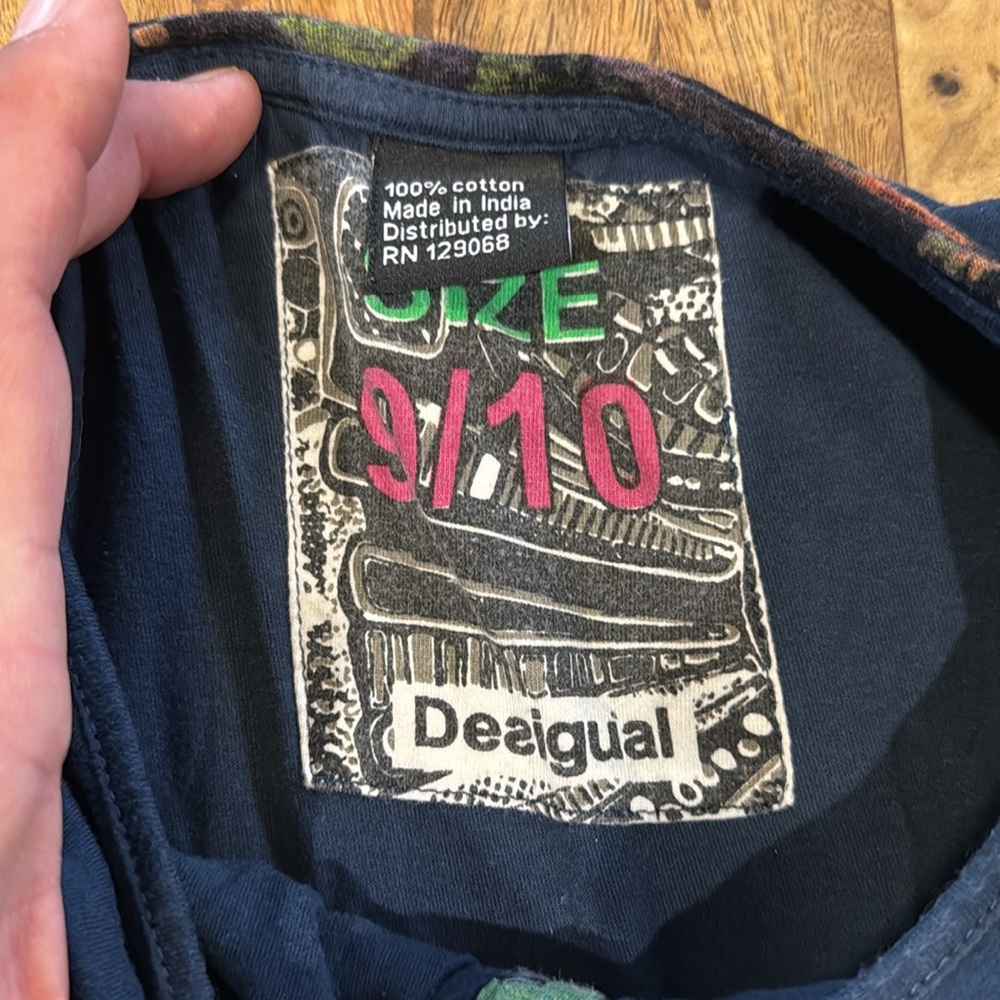 100% cotton
Made in India
Distributed by:
RN 129068
SIZE
9/10
Desigual